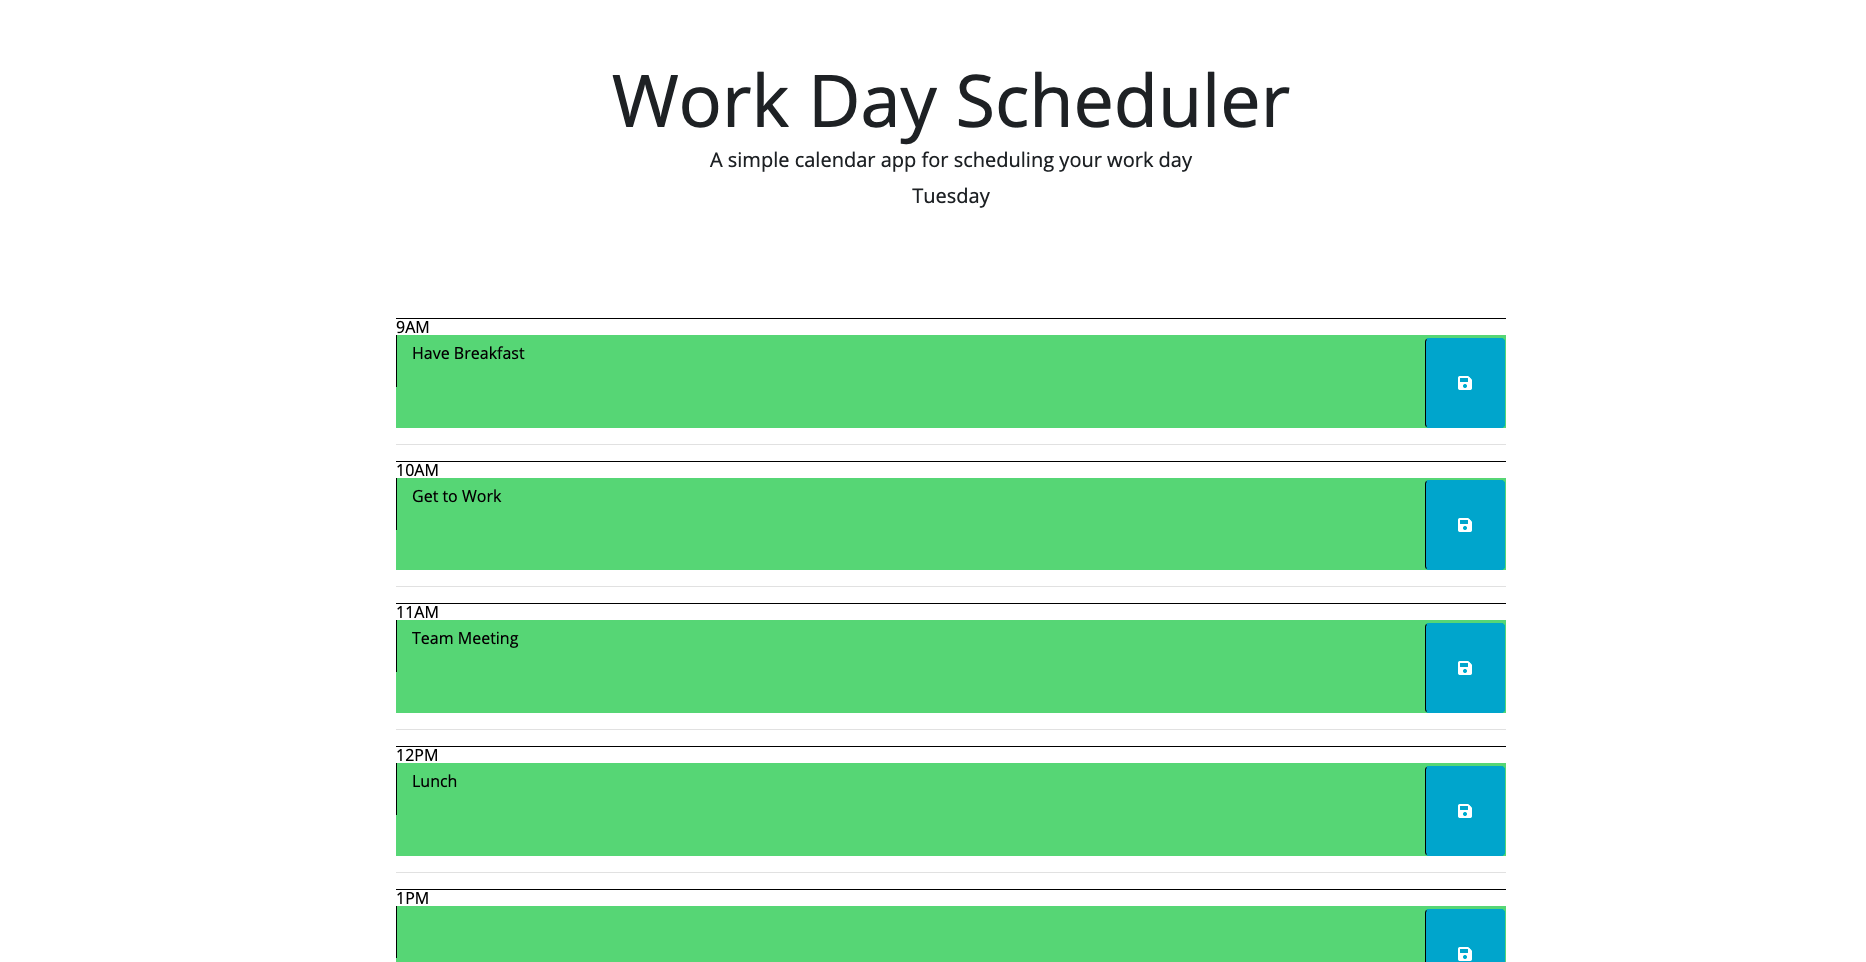 Work Day Scheduler
A simple calendar app for scheduling your work day
Tuesday
9AM
Have Breakfast
10AM
Get to Work
11AM
Team Meeting
12PM
Lunch
1PM